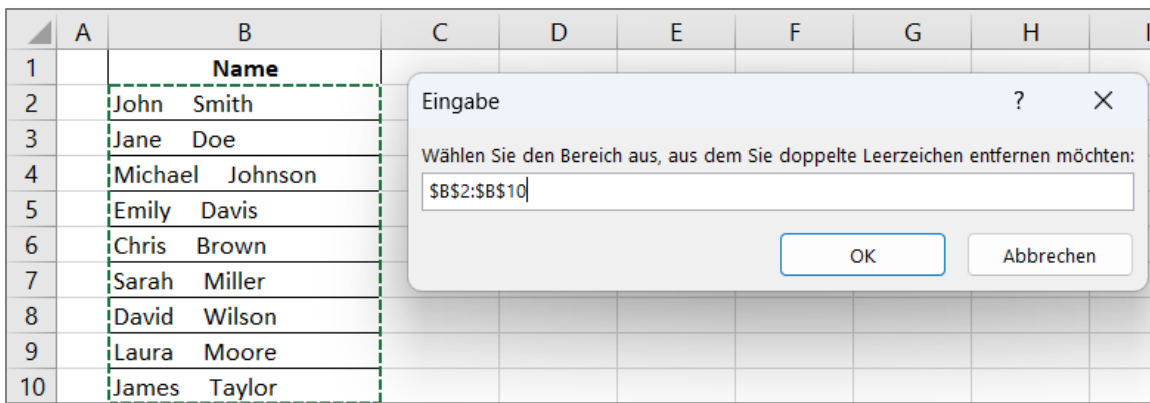 A B C D E F G H I
1 Name
2 John    Smith
3 Jane    Doe
4 Michael    Johnson
5 Emily    Davis
6 Chris    Brown
7 Sarah    Miller
8 David    Wilson
9 Laura    Moore
10 James    Taylor
Eingabe ? ×
Wählen Sie den Bereich aus, aus dem Sie doppelte Leerzeichen entfernen möchten:
$B$2:$B$10
OK Abbrechen